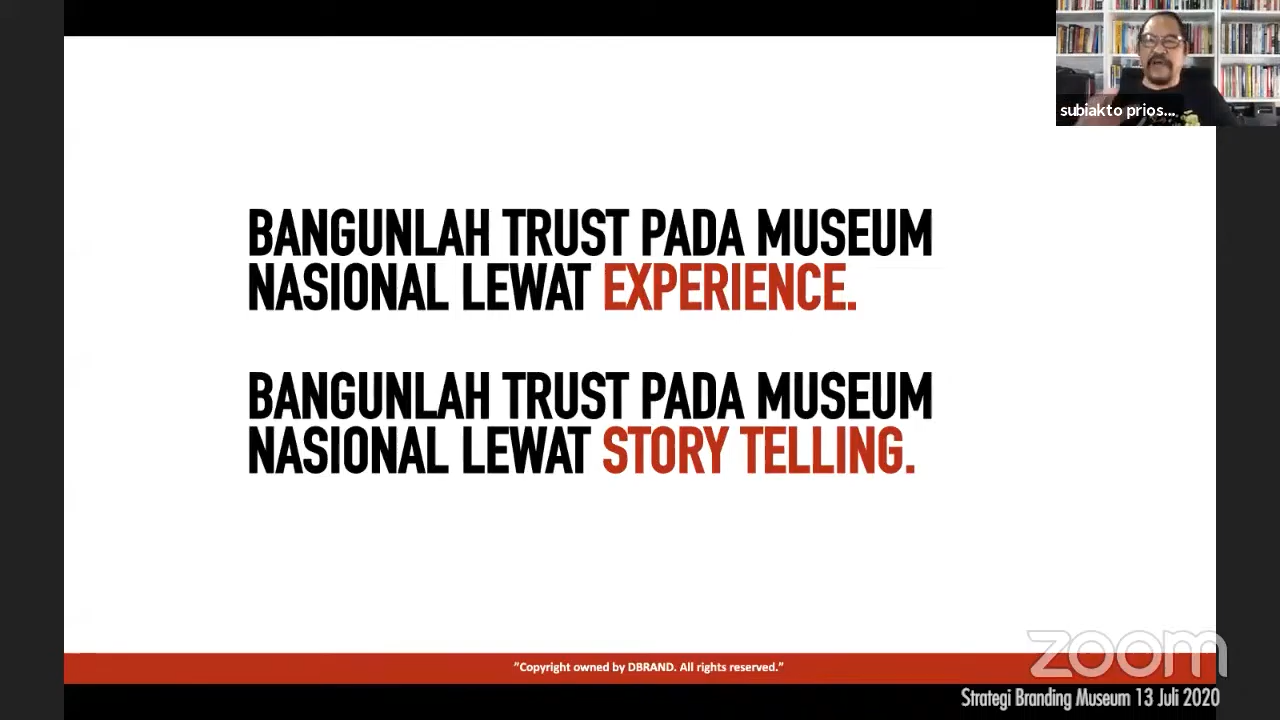 subiakto prios...
BANGUNLAH TRUST PADA MUSEUM
NASIONAL LEWAT EXPERIENCE.
BANGUNLAH TRUST PADA MUSEUM
NASIONAL LEWAT STORY TELLING.
"Copyright owned by DBRAND. All rights reserved."
zoom
Strategi Branding Museum 13 Juli 2020